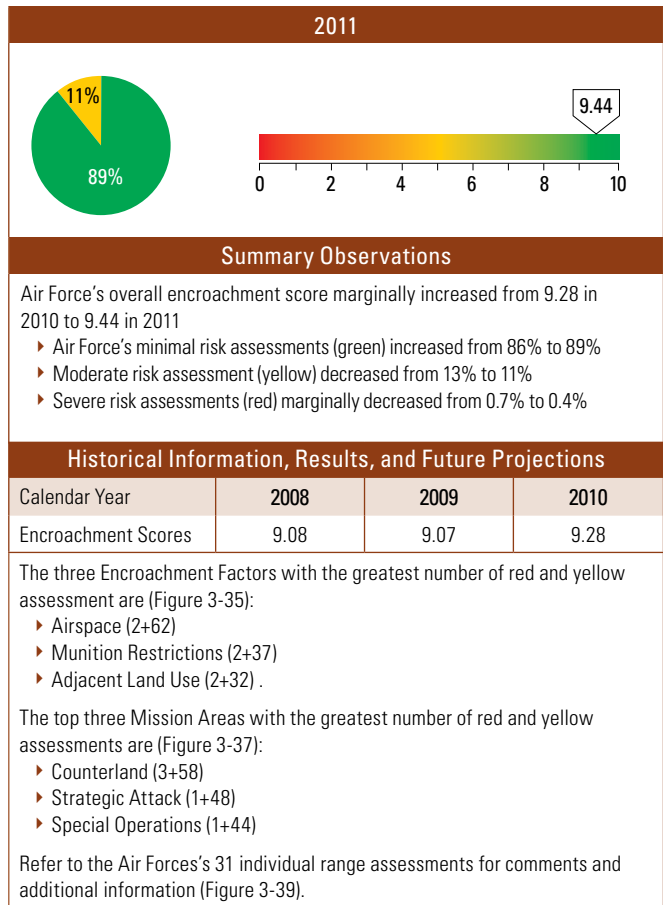 2011
11%
89%
9.44
0 2 4 6 8 10
Summary Observations
Air Force's overall encroachment score marginally increased from 9.28 in
2010 to 9.44 in 2011
Air Force's minimal risk assessments (green) increased from 86% to 89%
Moderate risk assessment (yellow) decreased from 13% to 11%
Severe risk assessments (red) marginally decreased from 0.7% to 0.4%
Historical Information, Results, and Future Projections
Calendar Year 2008 2009 2010
Encroachment Scores 9.08 9.07 9.28
The three Encroachment Factors with the greatest number of red and yellow
assessment are (Figure 3-35):
Airspace (2+62)
Munition Restrictions (2+37)
Adjacent Land Use (2+32) .
The top three Mission Areas with the greatest number of red and yellow
assessments are (Figure 3-37):
Counterland (3+58)
Strategic Attack (1+48)
Special Operations (1+44)
Refer to the Air Forces's 31 individual range assessments for comments and
additional information (Figure 3-39).